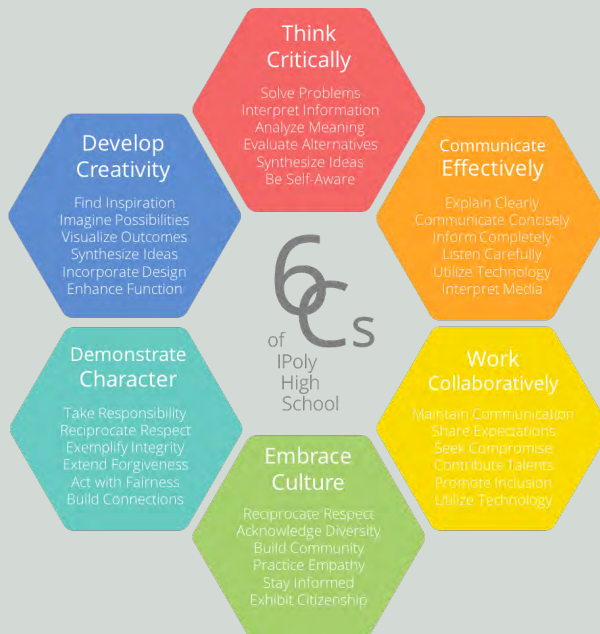 Think
Critically
Solve Problems
Interpret Information
Analyze Meaning
Evaluate Alternatives
Synthesize Ideas
Be Self-Aware
Develop
Creativity
Find Inspiration
Imagine Possibilities
Visualize Outcomes
Synthesize Ideas
Incorporate Design
Enhance Function
Communicate
Effectively
Explain Clearly
Communicate Concisely
Inform Completely
Listen Carefully
Utilize Technology
Interpret Media
6Cs
of
IPoly
High
School
Demonstrate
Character
Take Responsibility
Reciprocate Respect
Exemplify Integrity
Extend Forgiveness
Act with Fairness
Build Connections
Work
Collaboratively
Maintain Communication
Share Expectations
Seek Compromise
Contribute Talents
Promote Inclusion
Utilize Technology
Embrace
Culture
Reciprocate Respect
Acknowledge Diversity
Build Community
Practice Empathy
Stay Informed
Exhibit Citizenship